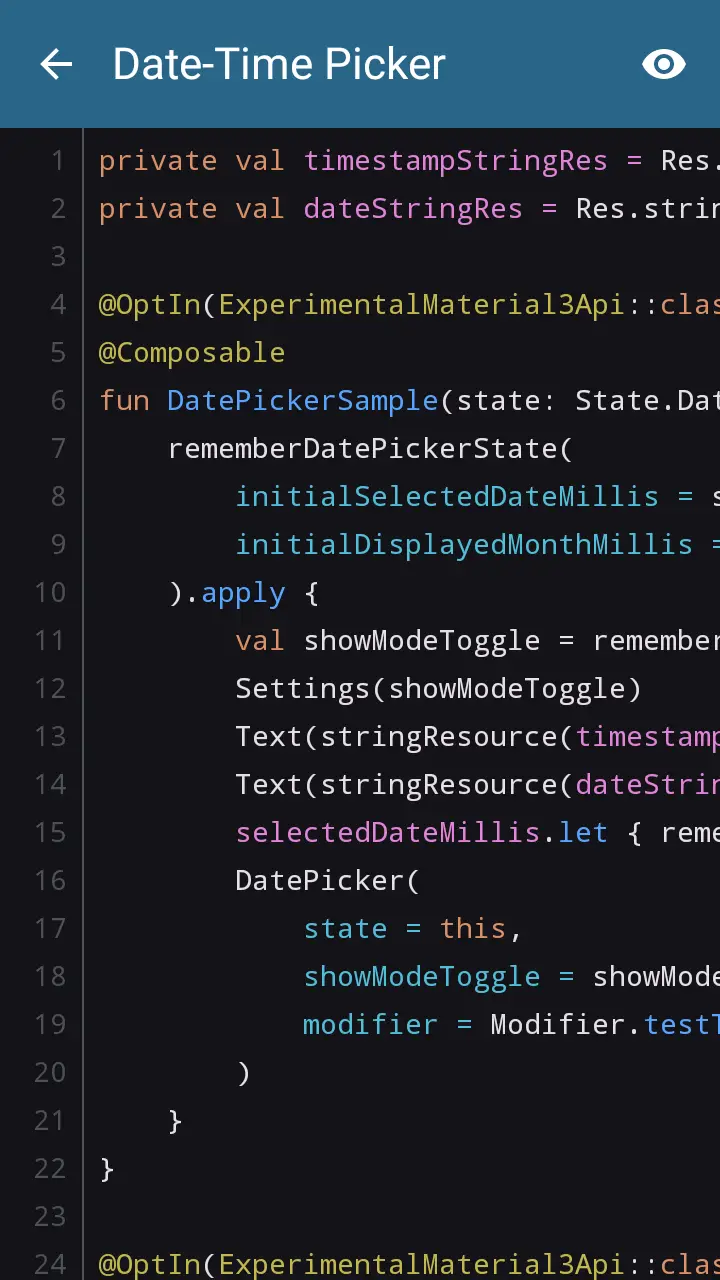 Date-Time Picker
1 private val timestampStringRes = Res.
2 private val dateStringRes = Res.strin
3
4 @OptIn(ExperimentalMaterial3Api::clas
5 @Composable
6 fun DatePickerSample(state: State.Dat
7 rememberDatePickerState(
8 initialSelectedDateMillis = s
9 initialDisplayedMonthMillis =
10 ).apply {
11 val showModeToggle = remember
12 Settings(showModeToggle)
13 Text(stringResource(timestamp
14 Text(stringResource(dateStrin
15 selectedDateMillis.let { reme
16 DatePicker(
17 state = this,
18 showModeToggle = showMode
19 modifier = Modifier.testT
20 )
21 }
22 }
23
24 @OptIn(ExperimentalMaterial3Api::clas